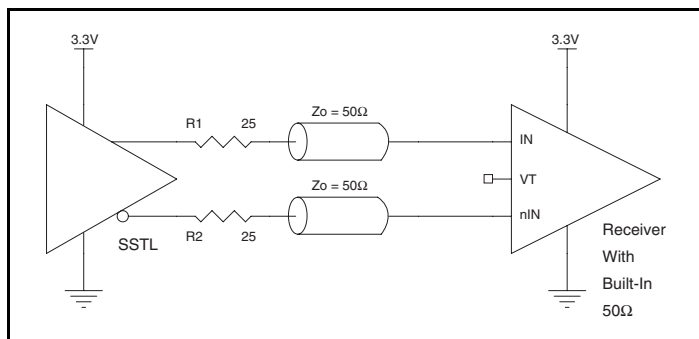 3.3V
3.3V
R1 25
Zo = 50Ω
IN
VT
Zo = 50Ω
nIN
R2 25
SSTL
Receiver
With
Built-In
50Ω